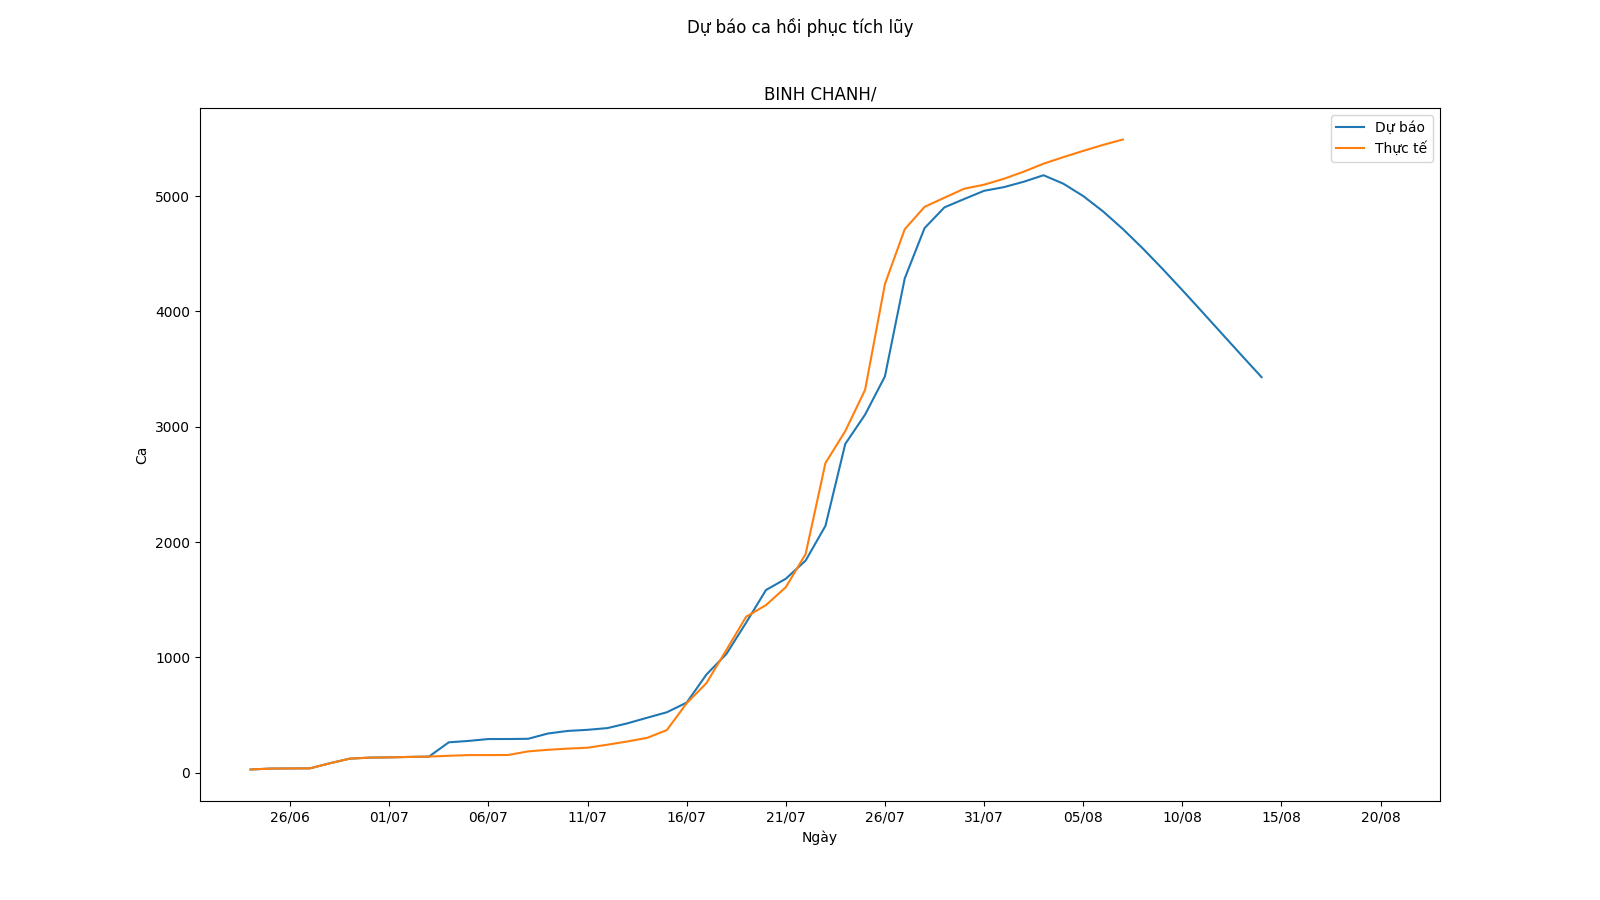 Dự báo ca hồi phục tích lũy
BINH CHANH/
Dự báo
Thực tế
5000
4000
3000
2000
1000
0
Ca
26/06 01/07 06/07 11/07 16/07 21/07 26/07 31/07 05/08 10/08 15/08 20/08
Ngày